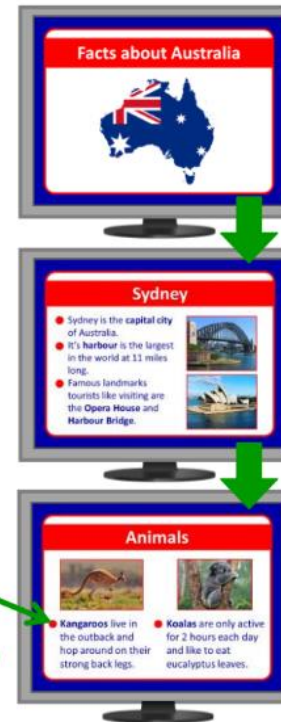 Facts about Australia
Sydney
Sydney is the capital city
of Australia.
It's harbour is the largest
in the world at 11 miles
long.
Famous landmarks
tourists like visiting are
the Opera House and
Harbour Bridge.
Animals
Kangaroos live in
the outback and
hop around on their
strong back legs.
Koalas are only active
for 2 hours each day
and like to eat
eucalyptus leaves.